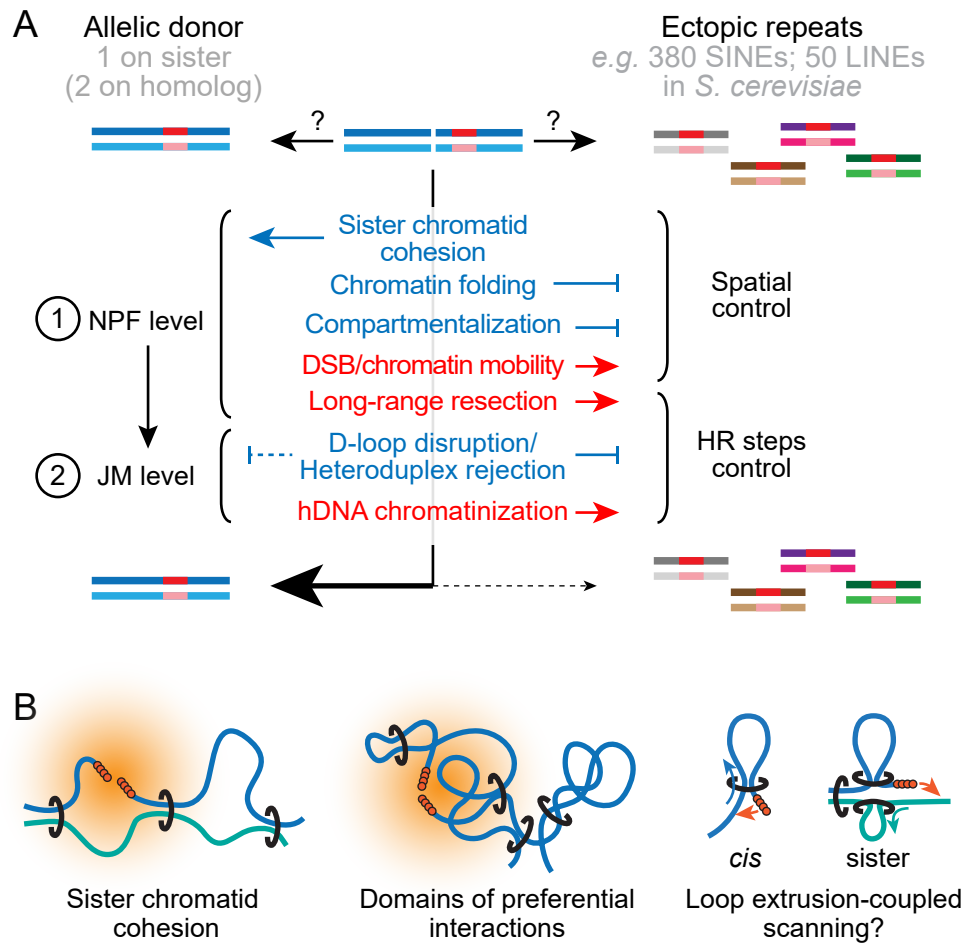 A
Allelic donor
1 on sister
(2 on homolog)
Ectopic repeats
e.g. 380 SINEs; 50 LINEs
in S. cerevisiae
?
?
Sister chromatid
cohesion
Chromatin folding
Compartmentalization
DSB/chromatin mobility
Long-range resection
D-loop disruption/
Heteroduplex rejection
hDNA chromatinization
1 NPF level
2 JM level
Spatial
control
HR steps
control
B
Sister chromatid
cohesion
Domains of preferential
interactions
cis
sister
Loop extrusion-coupled
scanning?